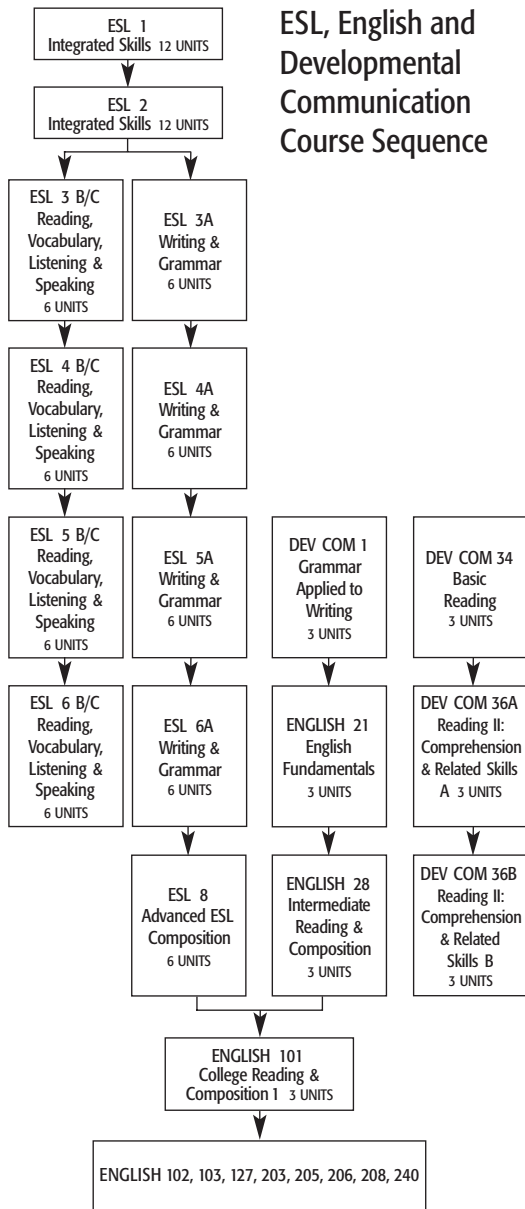 ESL, English and
Developmental
Communication
Course Sequence
ESL 1
Integrated Skills 12 UNITS
ESL 2
Integrated Skills 12 UNITS
ESL 3 B/C
Reading,
Vocabulary,
Listening &
Speaking
6 UNITS
ESL 3A
Writing &
Grammar
6 UNITS
ESL 4 B/C
Reading,
Vocabulary,
Listening &
Speaking
6 UNITS
ESL 4A
Writing &
Grammar
6 UNITS
ESL 5 B/C
Reading,
Vocabulary,
Listening &
Speaking
6 UNITS
ESL 5A
Writing &
Grammar
6 UNITS
DEV COM 1
Grammar
Applied to
Writing
3 UNITS
DEV COM 34
Basic
Reading
3 UNITS
ESL 6 B/C
Reading,
Vocabulary,
Listening &
Speaking
6 UNITS
ESL 6A
Writing &
Grammar
6 UNITS
ENGLISH 21
English
Fundamentals
3 UNITS
DEV COM 36A
Reading II:
Comprehension
& Related Skills
A 3 UNITS
ESL 8
Advanced ESL
Composition
6 UNITS
ENGLISH 28
Intermediate
Reading &
Composition
3 UNITS
DEV COM 36B
Reading II:
Comprehension
& Related
Skills B
3 UNITS
ENGLISH 101
College Reading &
Composition 1 3 UNITS
ENGLISH 102, 103, 127, 203, 205, 206, 208, 240